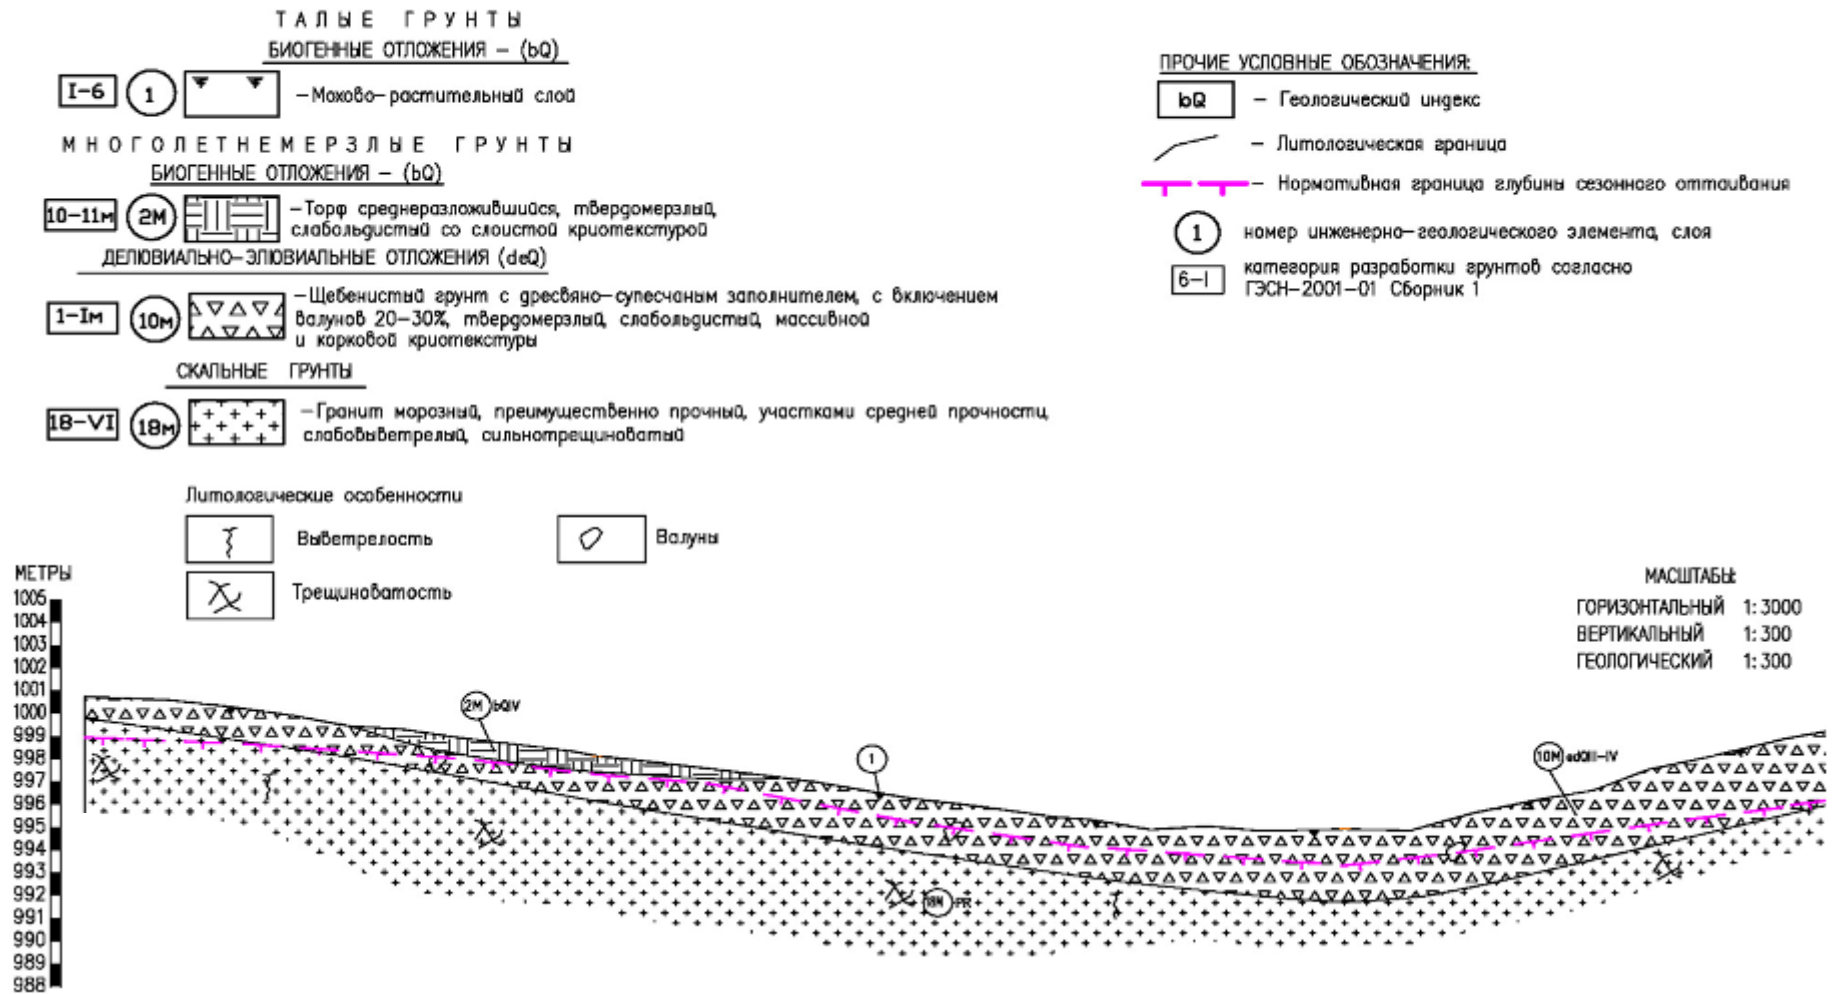 ТАЛЫЕ ГРУНТЫ
БИОГЕННЫЕ ОТЛОЖЕНИЯ – (bQ)
I-6 1 –Мохово-растительный слой
МНОГОЛЕТНЕМЕРЗЛЫЕ ГРУНТЫ
БИОГЕННЫЕ ОТЛОЖЕНИЯ – (bQ)
10-11м 2М –Торф среднеразложившийся, твердомерзлый,
слабольдистый со слоистой криотекстурой
ДЕЛЮВИАЛЬНО-ЭЛЮВИАЛЬНЫЕ ОТЛОЖЕНИЯ (deQ)
1-Iм 10м –Щебенистый грунт с дресвяно-супесчаным заполнителем, с включением
валунов 20-30%, твердомерзлый, слабольдистый, массивной
и корковой криотекстуры
СКАЛЬНЫЕ ГРУНТЫ
18-VI 18м –Гранит морозный, преимущественно прочный, участками средней прочности,
слабовыветрелый, сильнотрещиноватый
ПРОЧИЕ УСЛОВНЫЕ ОБОЗНАЧЕНИЯ:
bQ – Геологический индекс
– Литологическая граница
– Нормативная граница глубины сезонного оттаивания
1 номер инженерно-геологического элемента, слоя
6-I категория разработки грунтов согласно
ГЭСН-2001-01 Сборник 1
Литологические особенности
Выветрелость
Валуны
Трещиноватость
МЕТРЫ
1005
1004
1003
1002
1001
1000
999
998
997
996
995
994
993
992
991
990
989
988
МАСШТАБЫ:
ГОРИЗОНТАЛЬНЫЙ 1:3000
ВЕРТИКАЛЬНЫЙ 1:300
ГЕОЛОГИЧЕСКИЙ 1:300
2М bQIV
1
10М edQII-IV
18М PR